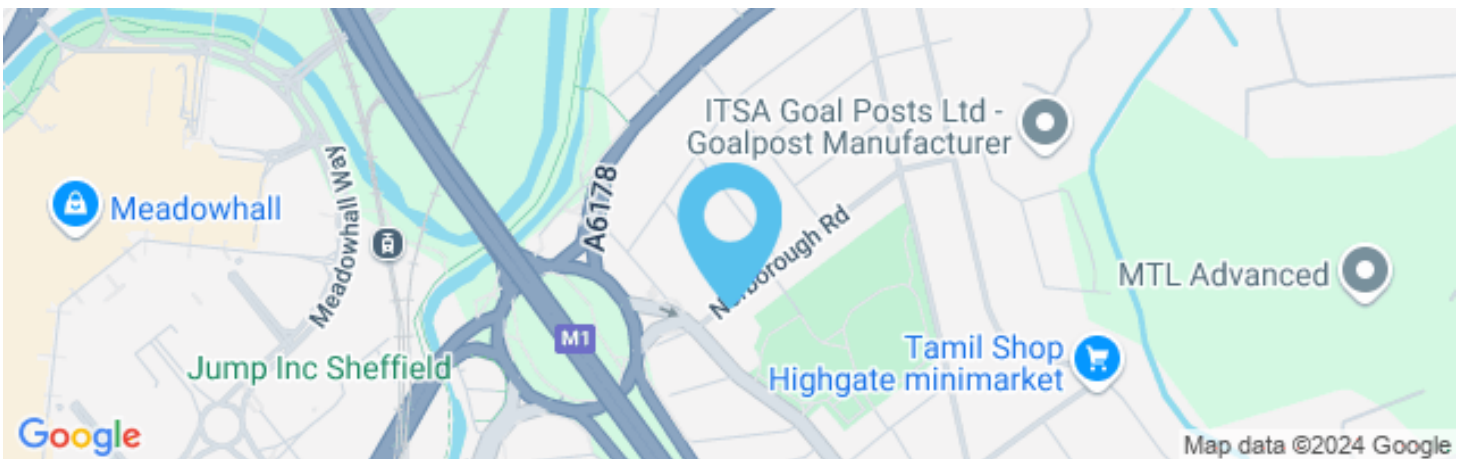 ITSA Goal Posts Ltd -
Goalpost Manufacturer
A6178
Meadowhall
Meadowhall Way
Rd
MTL Advanced
M1
Tamil Shop
Highgate minimarket
Jump Inc Sheffield
Google
Map data ©2024 Google